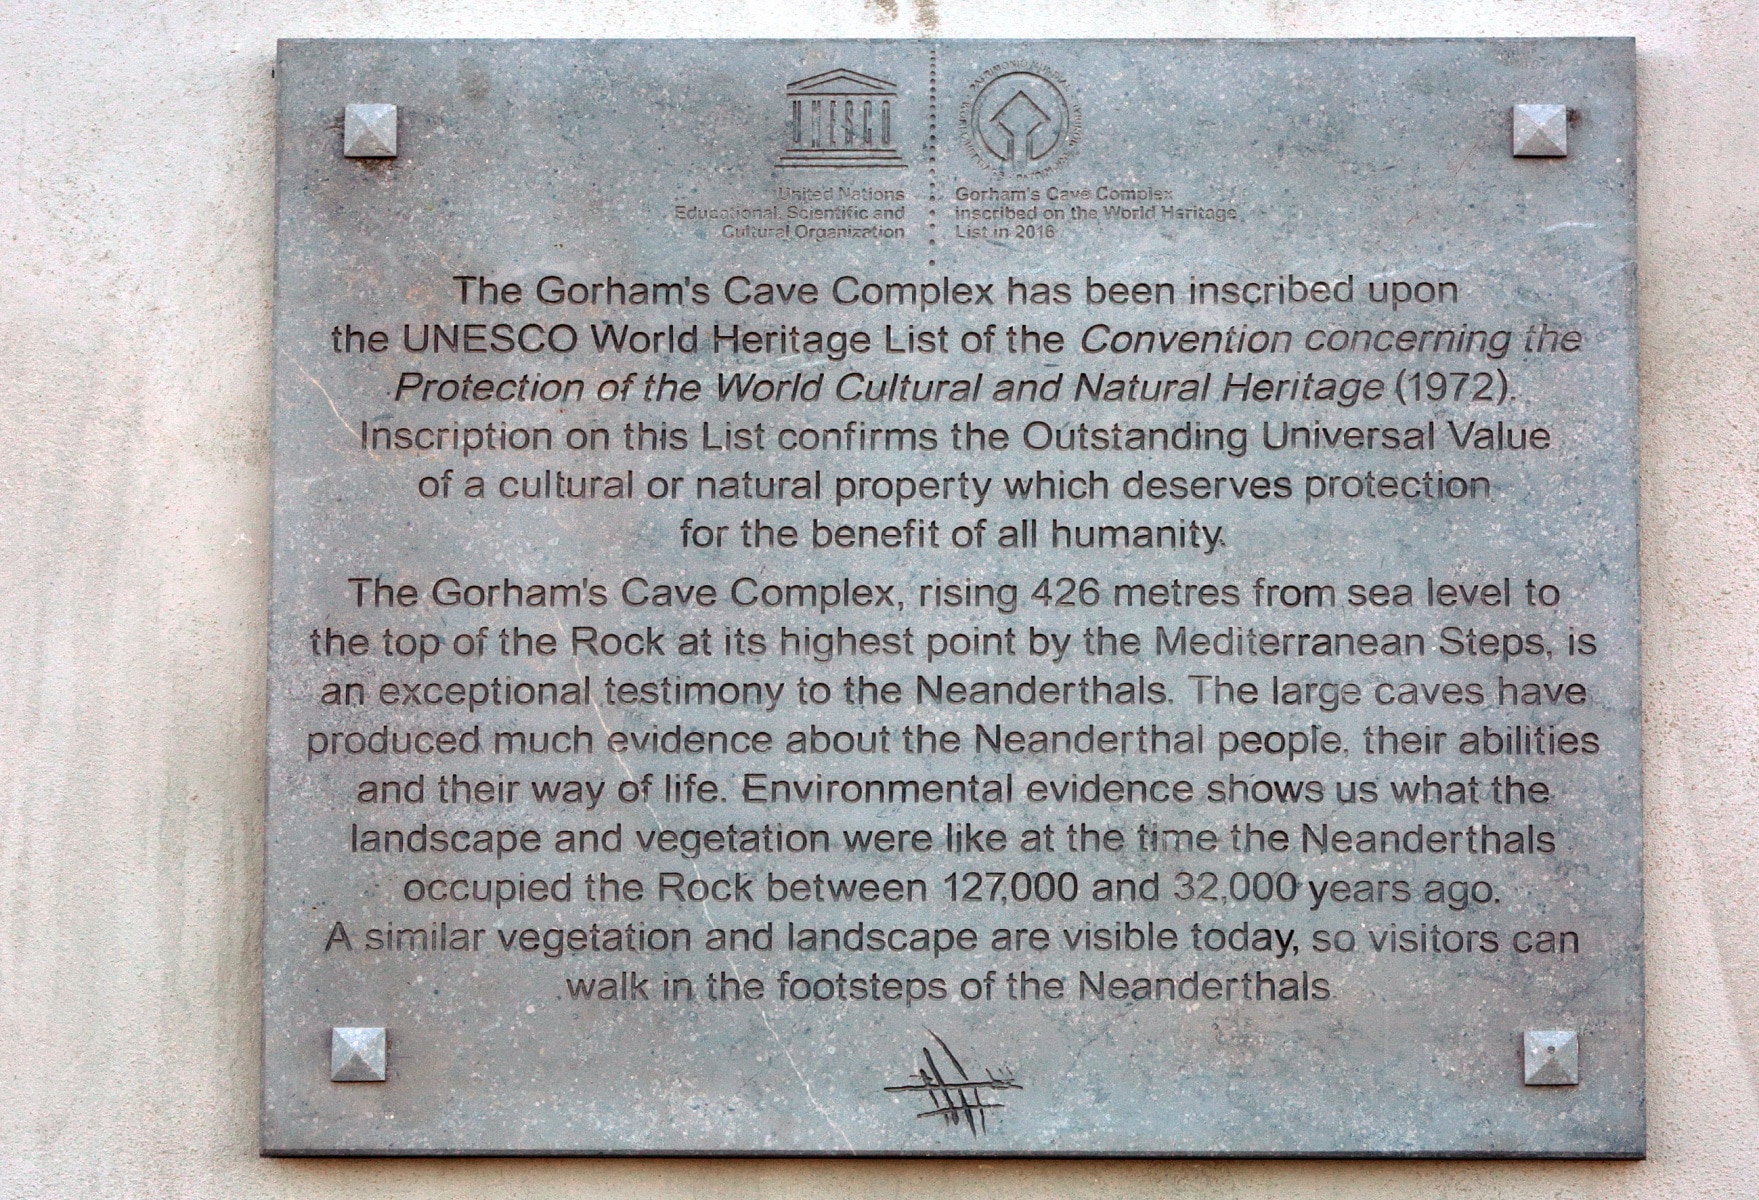 UNESCO
United Nations
Educational, Scientific and
Cultural Organization
Gorham's Cave Complex
inscribed on the World Heritage
List in 2016
The Gorham's Cave Complex has been inscribed upon
the UNESCO World Heritage List of the Convention concerning the
Protection of the World Cultural and Natural Heritage (1972).
Inscription on this List confirms the Outstanding Universal Value
of a cultural or natural property which deserves protection
for the benefit of all humanity.
The Gorham's Cave Complex, rising 426 metres from sea level to
the top of the Rock at its highest point by the Mediterranean Steps, is
an exceptional testimony to the Neanderthals. The large caves have
produced much evidence about the Neanderthal people, their abilities
and their way of life. Environmental evidence shows us what the
landscape and vegetation were like at the time the Neanderthals
occupied the Rock between 127,000 and 32,000 years ago.
A similar vegetation and landscape are visible today, so visitors can
walk in the footsteps of the Neanderthals.